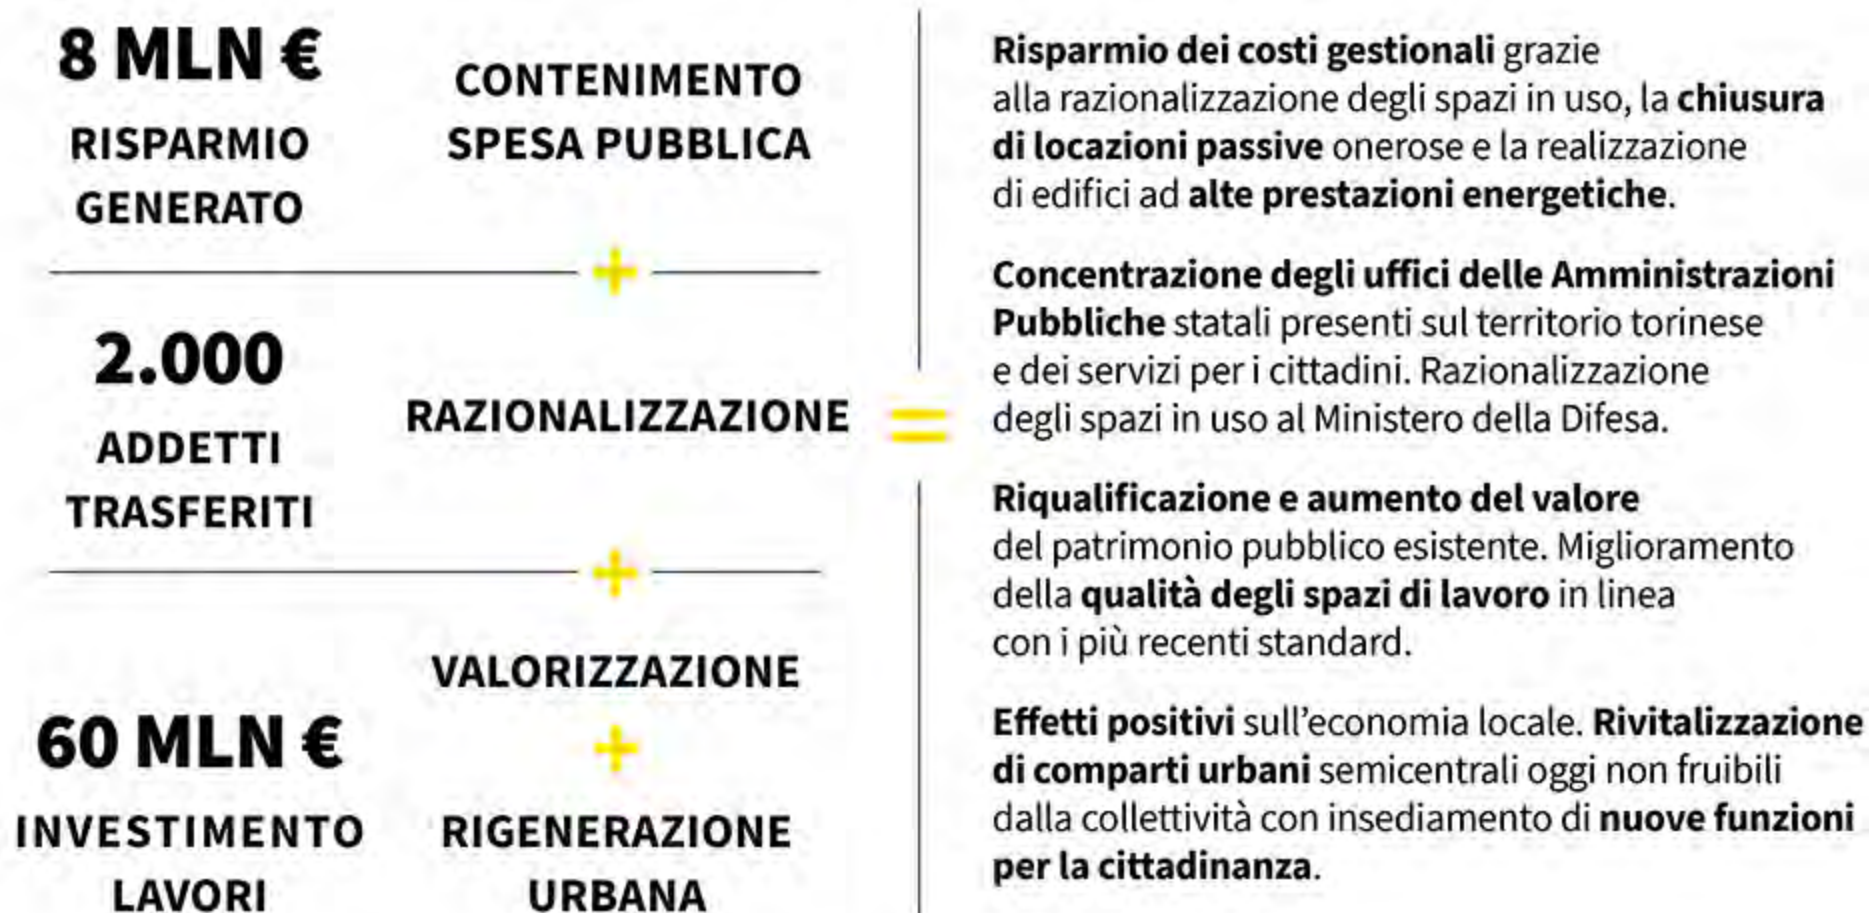 8 MLN €
RISPARMIO
GENERATO
CONTENIMENTO
SPESA PUBBLICA
+
2.000
ADDETTI
TRASFERITI
RAZIONALIZZAZIONE
+
60 MLN €
INVESTIMENTO
LAVORI
VALORIZZAZIONE
+
RIGENERAZIONE
URBANA
=
Risparmio dei costi gestionali grazie
alla razionalizzazione degli spazi in uso, la chiusura
di locazioni passive onerose e la realizzazione
di edifici ad alte prestazioni energetiche.
Concentrazione degli uffici delle Amministrazioni
Pubbliche statali presenti sul territorio torinese
e dei servizi per i cittadini. Razionalizzazione
degli spazi in uso al Ministero della Difesa.
Riqualificazione e aumento del valore
del patrimonio pubblico esistente. Miglioramento
della qualità degli spazi di lavoro in linea
con i più recenti standard.
Effetti positivi sull’economia locale. Rivitalizzazione
di comparti urbani semicentrali oggi non fruibili
dalla collettività con insediamento di nuove funzioni
per la cittadinanza.